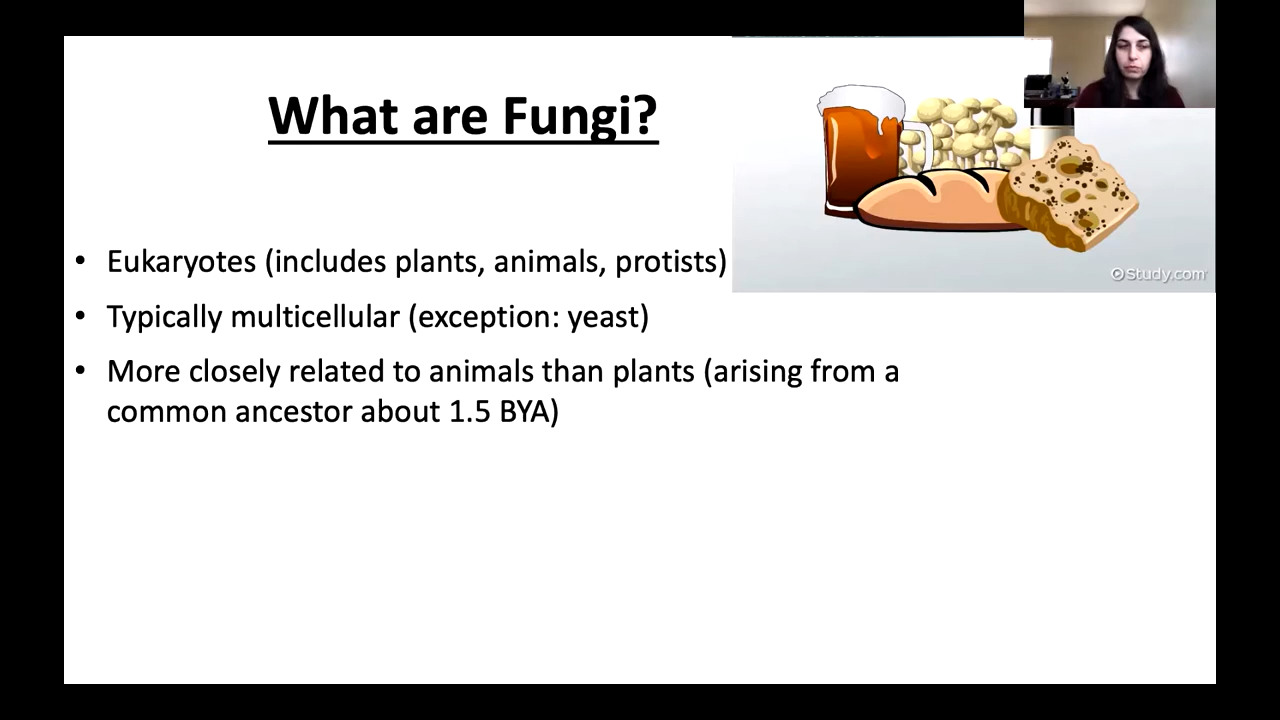 What are Fungi?
• Eukaryotes (includes plants, animals, protists)
• Typically multicellular (exception: yeast)
• More closely related to animals than plants (arising from a
common ancestor about 1.5 BYA)
Study.com